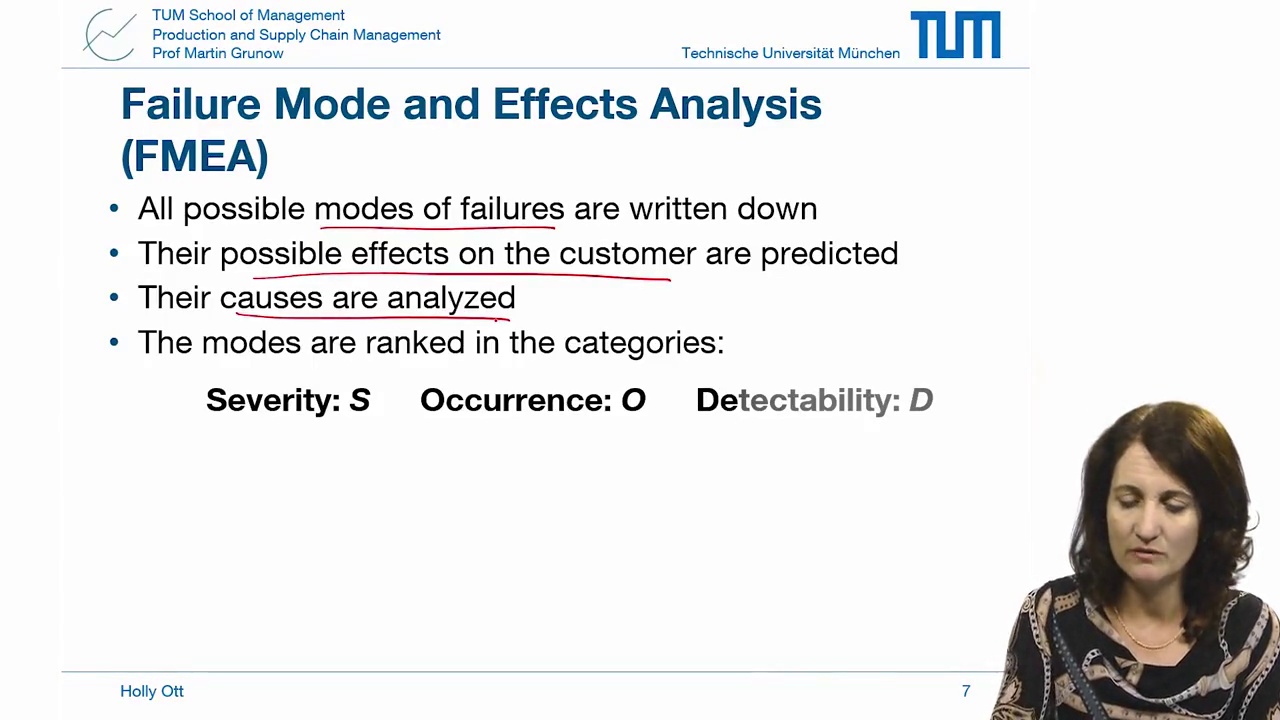 TUM School of Management
Production and Supply Chain Management
Prof Martin Grunow
Technische Universität München
TUM
Failure Mode and Effects Analysis
(FMEA)
• All possible modes of failures are written down
• Their possible effects on the customer are predicted
• Their causes are analyzed
• The modes are ranked in the categories:
Severity: S Occurrence: O Detectability: D
Holly Ott
7